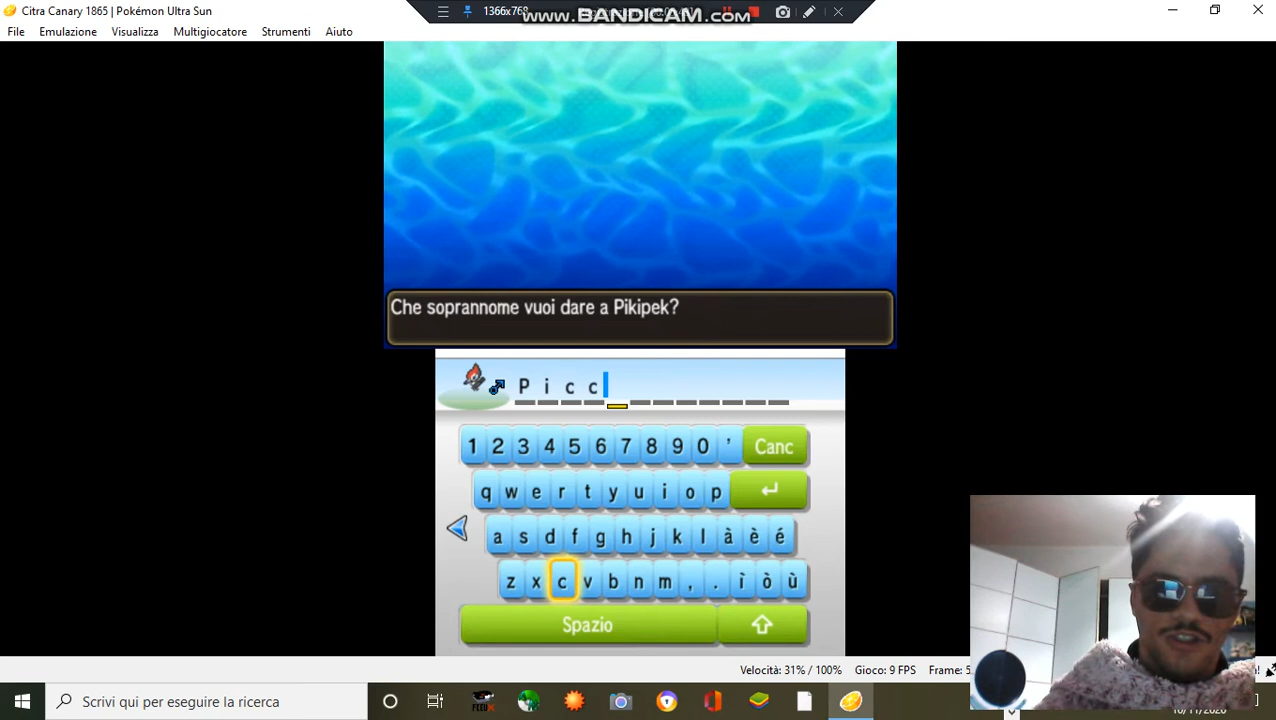 Citra Canary 1865 | Pokémon Ultra Sun
1366x768
www.BANDICAM.com
File Emulazione Visualizza Multigiocatore Strumenti Aiuto
Che soprannome vuoi dare a Pikipek?
P i c c
1 2 3 4 5 6 7 8 9 0 ' Canc
q w e r t y u i o p
a s d f g h j k l à è é
z x c v b n m , . ì ò ù
Spazio
Velocità: 31% / 100% Gioco: 9 FPS Frame: 5
Scrivi qui per eseguire la ricerca